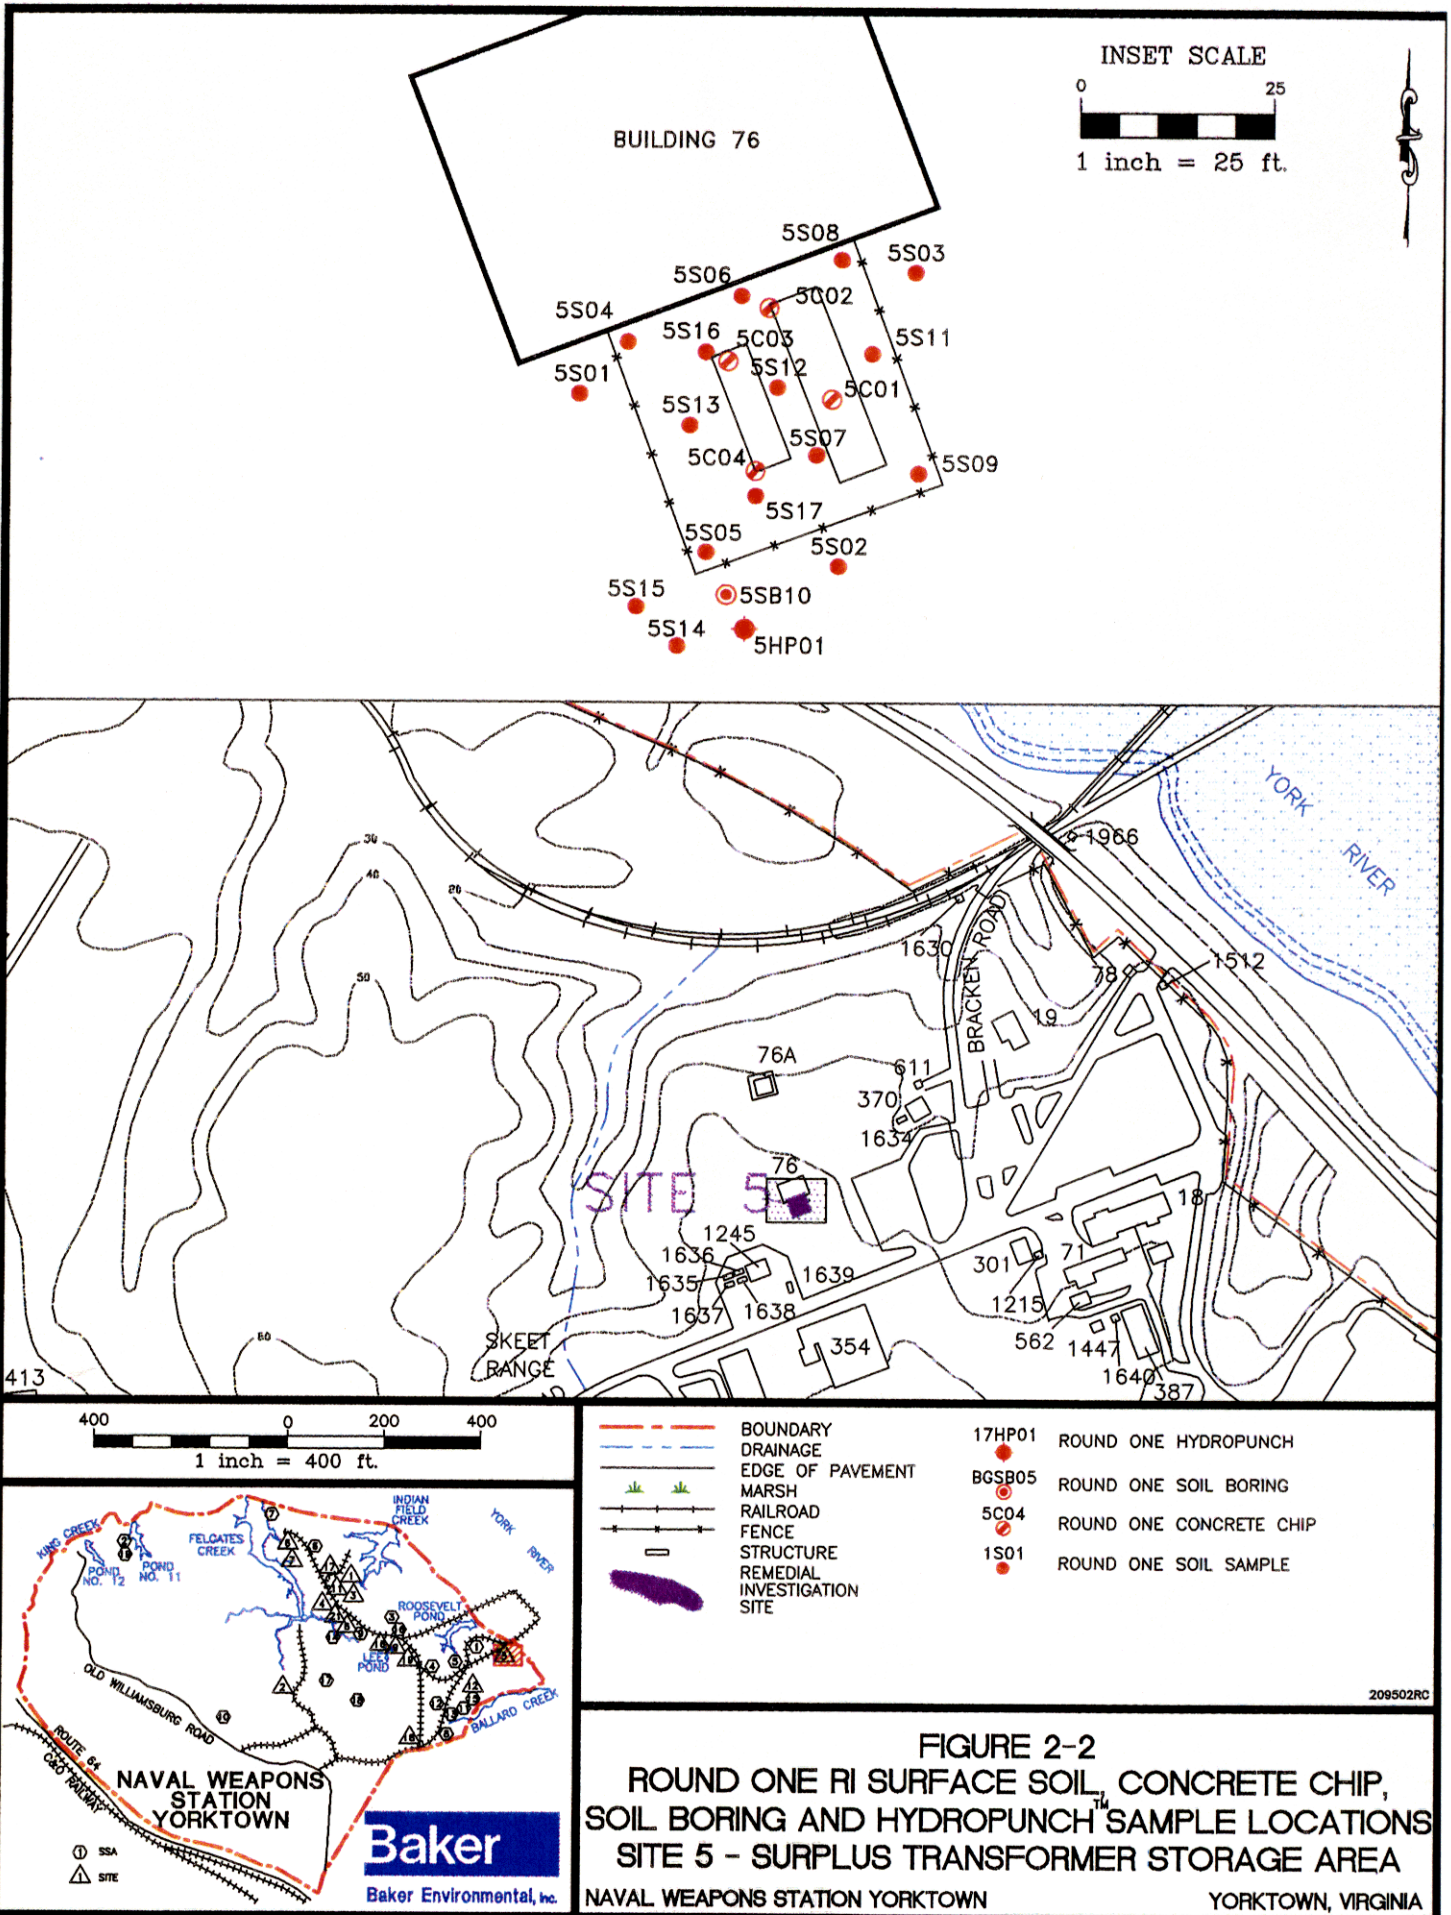 INSET SCALE
0 25
1 inch = 25 ft.
BUILDING 76
5S08
5S03
5S06
5C02
5S04
5S16
5C03
5S11
5S12
5S01
5C01
5S13
5S07
5C04
5S09
5S17
5S05
5S02
5S15
5SB10
5S14
5HP01
YORK
RIVER
1966
30
40
20
1630
BRACKEN ROAD
78
1512
50
19
76A
611
370
1634
76
SITE 5
18
1245
1636
301
71
1635
1639
1215
1637
1638
562
SKEET
RANGE
354
1447
60
1640
413
387
400 0 200 400
1 inch = 400 ft.
BOUNDARY
DRAINAGE
EDGE OF PAVEMENT
MARSH
RAILROAD
FENCE
STRUCTURE
REMEDIAL
INVESTIGATION
SITE
17HP01
ROUND ONE HYDROPUNCH
BGSB05
ROUND ONE SOIL BORING
5C04
ROUND ONE CONCRETE CHIP
1S01
ROUND ONE SOIL SAMPLE
209502RC
KING CREEK
POND
NO. 12
POND
NO. 11
FELGATES
CREEK
INDIAN
FIELD
CREEK
YORK
RIVER
ROOSEVELT
POND
LEE
POND
BALLARD CREEK
OLD WILLIAMSBURG ROAD
ROUTE 64
C&O RAILWAY
NAVAL WEAPONS
STATION
YORKTOWN
1 SSA
1 SITE
Baker
Baker Environmental, Inc.
FIGURE 2-2
ROUND ONE RI SURFACE SOIL, CONCRETE CHIP,
SOIL BORING AND HYDROPUNCH™ SAMPLE LOCATIONS
SITE 5 - SURPLUS TRANSFORMER STORAGE AREA
NAVAL WEAPONS STATION YORKTOWN
YORKTOWN, VIRGINIA